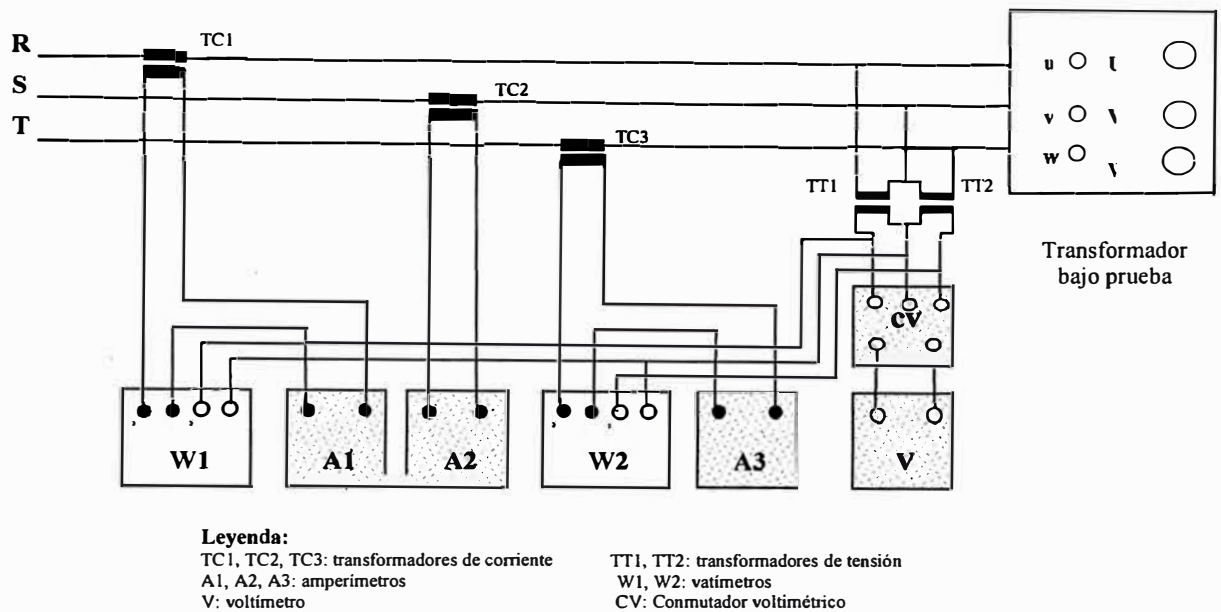 R
TC1
S
TC2
T
TC3
TT1
TT2
u
v
V
w
Transformador
bajo prueba
cv
W1
A1
A2
W2
A3
V
Leyenda:
TC1, TC2, TC3: transformadores de corriente
A1, A2, A3: amperímetros
V: voltímetro
TT1, TT2: transformadores de tensión
W1, W2: vatímetros
CV: Conmutador voltimétrico